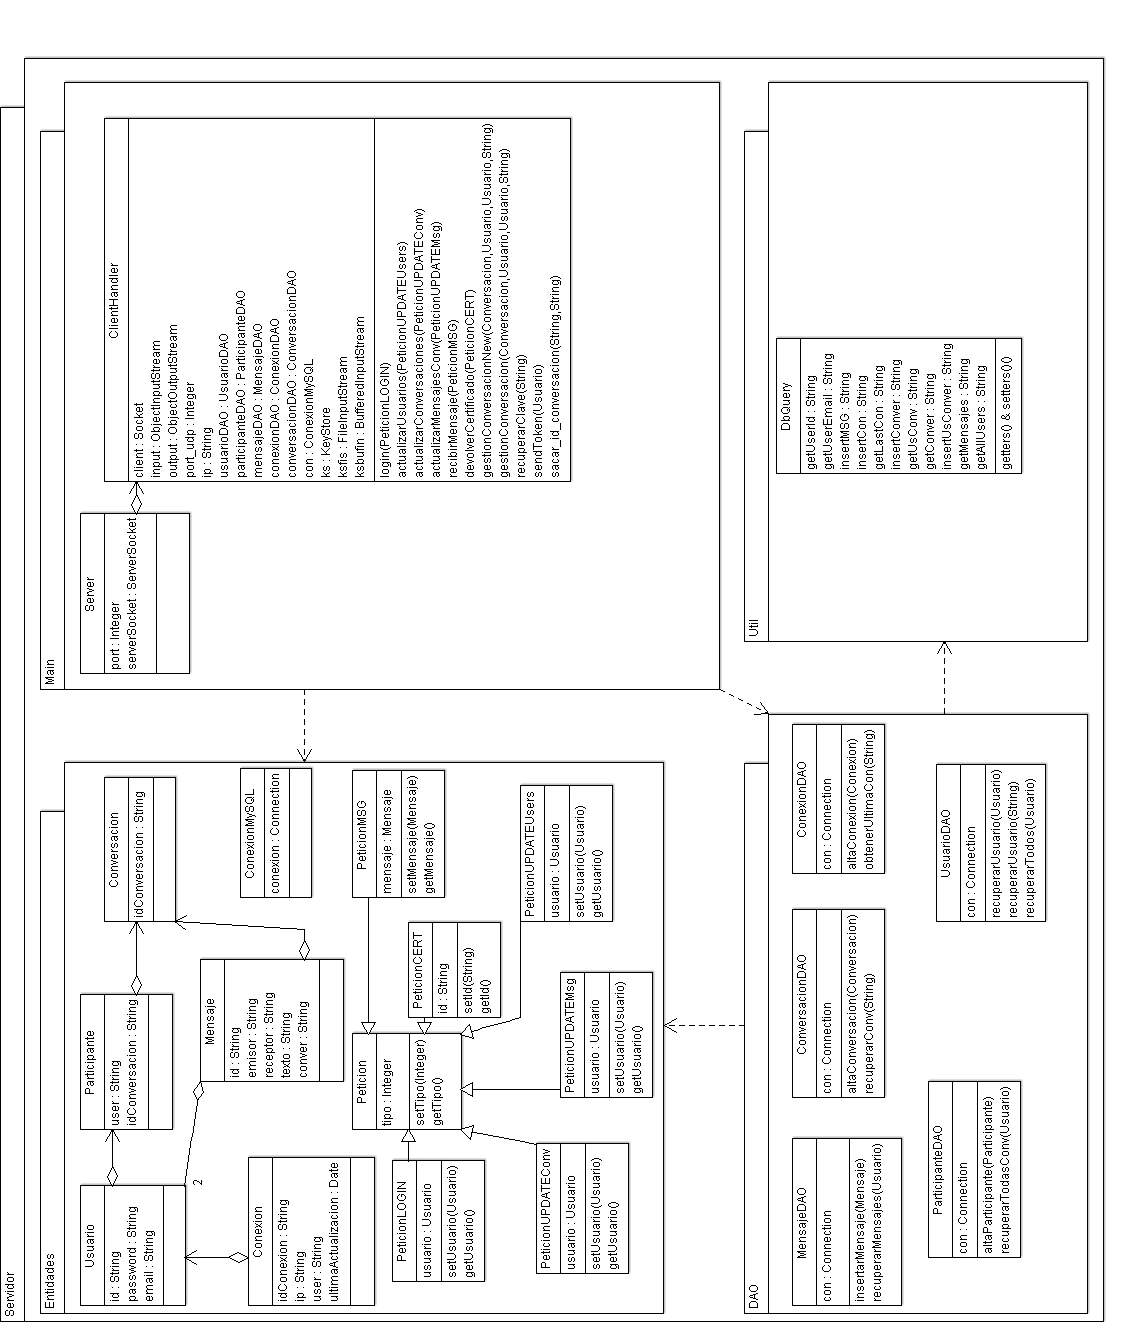 Servidor
Entidades
Usuario
id : String
password : String
email : String
Participante
user : String
idConversacion : String
Conversacion
idConversacion : String
2
Mensaje
id : String
emisor : String
receptor : String
texto : String
conver : String
Conexion
idConexion : String
ip : String
user : String
ultimaActualizacion : Date
ConexionMySQL
conexion : Connection
Peticion
tipo : Integer
setTipo(Integer)
getTipo()
PeticionMSG
mensaje : Mensaje
setMensaje(Mensaje)
getMensaje()
PeticionCERT
id : String
setId(String)
getId()
PeticionLOGIN
usuario : Usuario
setUsuario(Usuario)
getUsuario()
PeticionUPDATEUsers
usuario : Usuario
setUsuario(Usuario)
getUsuario()
PeticionUPDATEMsg
usuario : Usuario
setUsuario(Usuario)
getUsuario()
PeticionUPDATEConv
usuario : Usuario
setUsuario(Usuario)
getUsuario()
Main
Server
port : Integer
serverSocket : ServerSocket
ClientHandler
client : Socket
input : ObjectInputStream
output : ObjectOutputStream
port_udp : Integer
ip : String
usuarioDAO : UsuarioDAO
participanteDAO : ParticipanteDAO
mensajeDAO : MensajeDAO
conexionDAO : ConexionDAO
conversacionDAO : ConversacionDAO
con : ConexionMySQL
ks : KeyStore
ksfis : FileInputStream
ksbufin : BufferedInputStream
login(PeticionLOGIN)
actualizarUsuarios(PeticionUPDATEUsers)
actualizarConversaciones(PeticionUPDATEConv)
actualizarMensajesConv(PeticionUPDATEMsg)
recibirMensaje(PeticionMSG)
devolverCertificado(PeticionCERT)
gestionConversacionNew(Conversacion,Usuario,Usuario,String)
gestionConversacion(Conversacion,Usuario,Usuario,String)
recuperarClave(String)
sendToken(Usuario)
sacar_id_conversacion(String,String)
DAO
MensajeDAO
con : Connection
insertarMensaje(Mensaje)
recuperarMensajes(Usuario)
ConversacionDAO
con : Connection
altaConversacion(Conversacion)
recuperarConv(String)
ConexionDAO
con : Connection
altaConexion(Conexion)
obtenerUltimaCon(String)
ParticipanteDAO
con : Connection
altaParticipante(Participante)
recuperarTodasConv(Usuario)
UsuarioDAO
con : Connection
recuperarUsuario(Usuario)
recuperarUsuario(String)
recuperarTodos(Usuario)
Util
DbQuery
getUserId : String
getUserEmail : String
insertMSG : String
insertCon : String
getLastCon : String
insertConver : String
getUsConv : String
getConver : String
insertUsConver : String
getMensajes : String
getAllUsers : String
getters() & setters()()